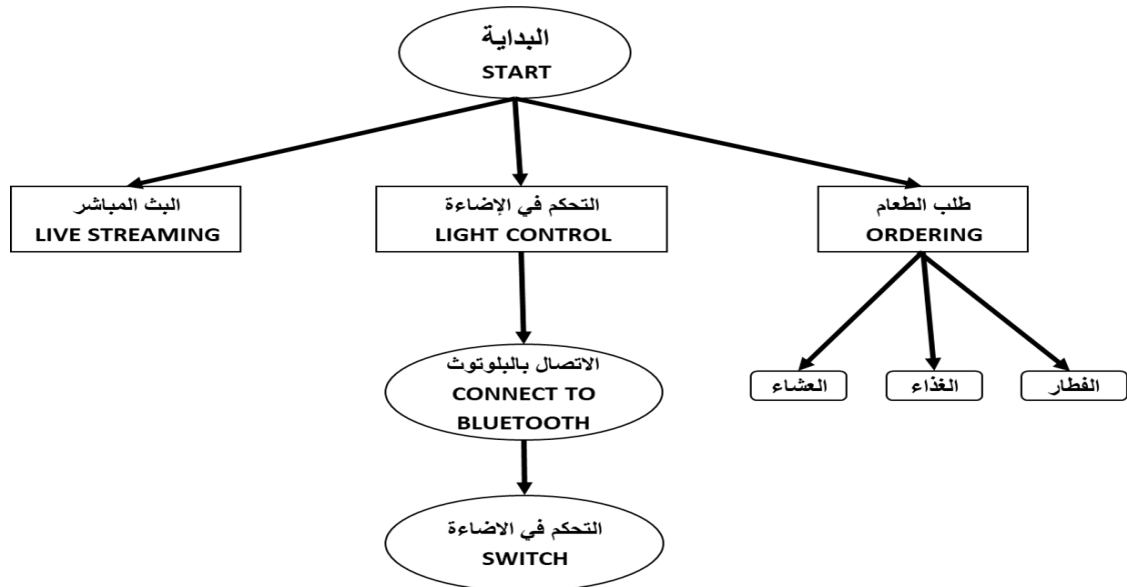 البداية
START
البث المباشر
LIVE STREAMING
التحكم في الإضاءة
LIGHT CONTROL
طلب الطعام
ORDERING
الاتصال بالبلوتوث
CONNECT TO
BLUETOOTH
العشاء
الغذاء
الفطار
التحكم في الاضاءة
SWITCH